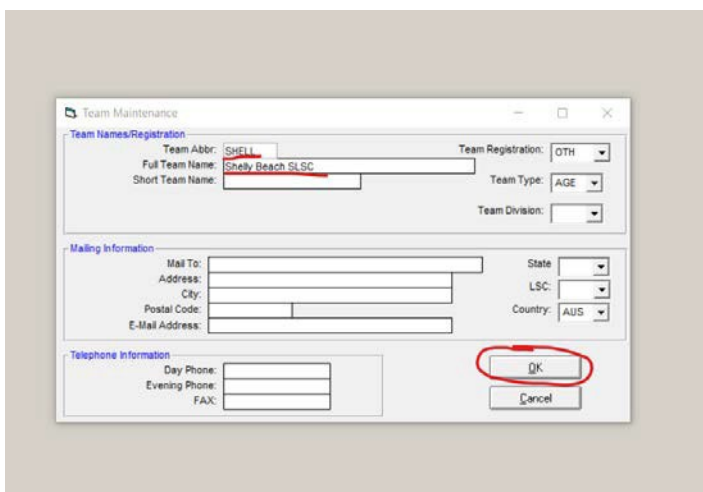 Team Maintenance
Team Names/Registration
Team Abbr: SHELL
Team Registration: OTH
Full Team Name: Shelly Beach SLSC
Short Team Name:
Team Type: AGE
Team Division:
Mailing Information
Mail To:
State
Address:
LSC:
City:
Postal Code:
Country: AUS
E-Mail Address:
Telephone Information
Day Phone:
OK
Evening Phone:
FAX:
Cancel